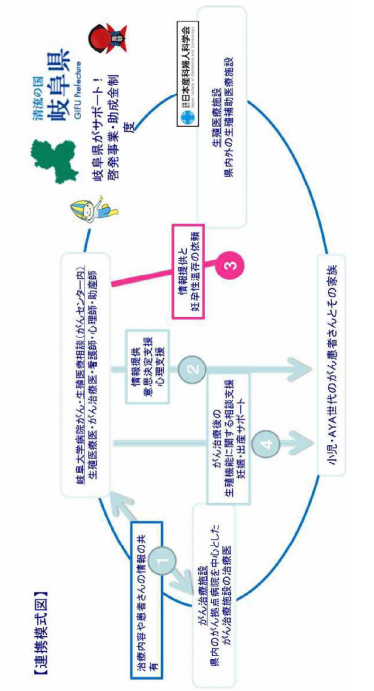 【連携模式図】
清流の国
岐阜県
GIFU Prefecture
岐阜県がサポート！
啓発事業・助成金制
度
岐阜大学病院がん・生殖医療相談（がんセンター内）
生殖医療医・がん治療医・看護師・心理師・助産師
治療内容や患者さんの情報の共
有
1
情報提供
意思決定支援
心理支援
2
情報提供と
妊孕性温存の依頼
3
がん治療後の
生殖機能に関する相談支援
妊娠・出産サポート
4
がん治療施設
県内のがん拠点病院を中心とした
がん治療施設の治療医
日本産科婦人科学会
生殖医療施設
県内外の生殖補助医療施設
小児・AYA世代のがん患者さんとその家族